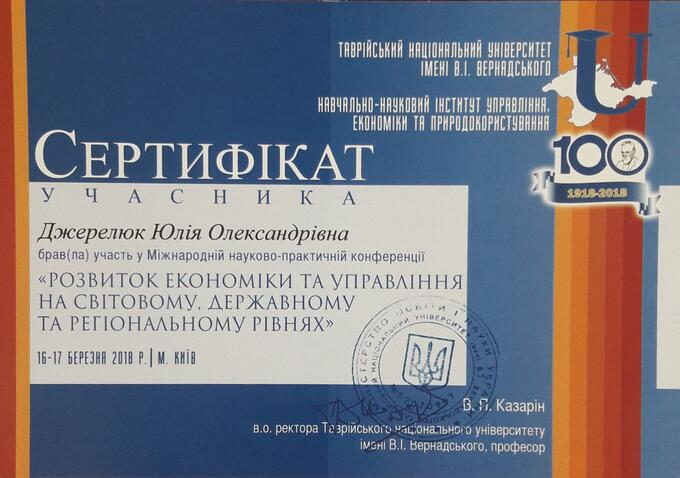 ТАВРІЙСЬКИЙ НАЦІОНАЛЬНИЙ УНІВЕРСИТЕТ
ІМЕНІ В.І. ВЕРНАДСЬКОГО
НАВЧАЛЬНО-НАУКОВИЙ ІНСТИТУТ УПРАВЛІННЯ,
ЕКОНОМІКИ ТА ПРИРОДОКОРИСТУВАННЯ
U
100
1918-2018
СЕРТИФІКАТ
УЧАСНИКА
Джерелюк Юлія Олександрівна
брав(ла) участь у Міжнародній науково-практичній конференції
«РОЗВИТОК ЕКОНОМІКИ ТА УПРАВЛІННЯ
НА СВІТОВОМУ, ДЕРЖАВНОМУ
ТА РЕГІОНАЛЬНОМУ РІВНЯХ»
16-17 БЕРЕЗНЯ 2018 Р. | М. КИЇВ
В. П. Казарін
в.о. ректора Таврійського національного університету
імені В.І. Вернадського, професор